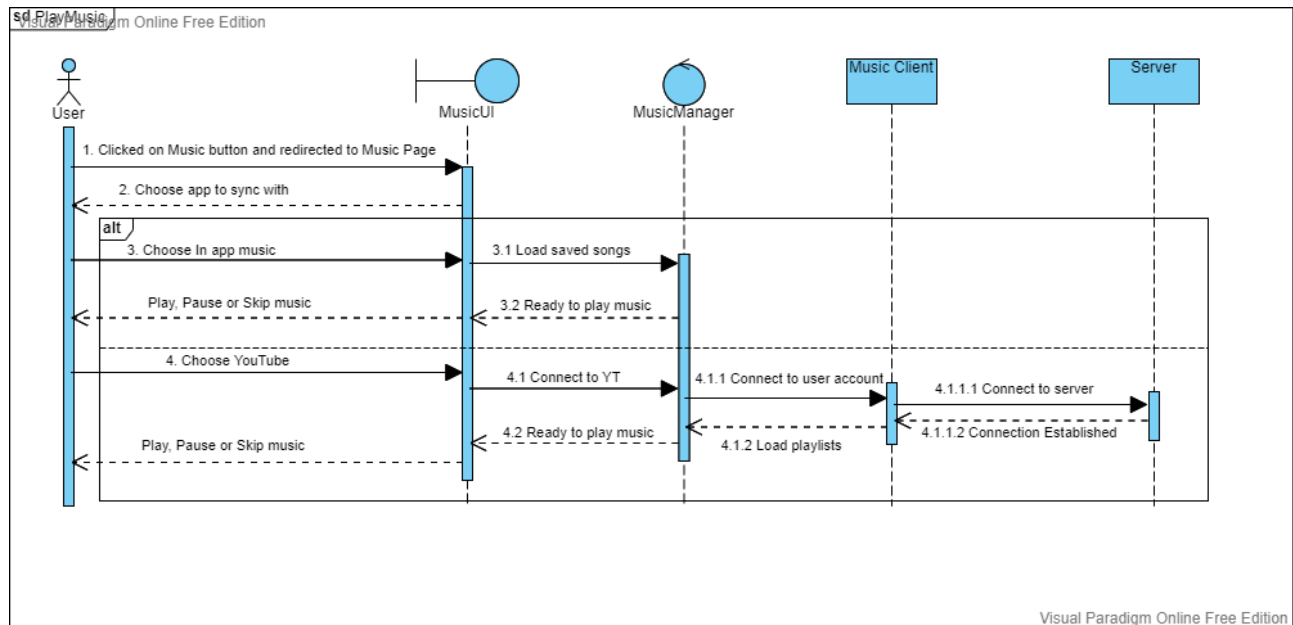 sd PlayMusic
Visual Paradigm Online Free Edition
User
MusicUI
MusicManager
Music Client
Server
1. Clicked on Music button and redirected to Music Page
2. Choose app to sync with
alt
3. Choose In app music
3.1 Load saved songs
Play, Pause or Skip music
3.2 Ready to play music
4. Choose YouTube
4.1 Connect to YT
4.1.1 Connect to user account
4.1.1.1 Connect to server
4.1.1.2 Connection Established
4.1.2 Load playlists
4.2 Ready to play music
Play, Pause or Skip music
Visual Paradigm Online Free Edition